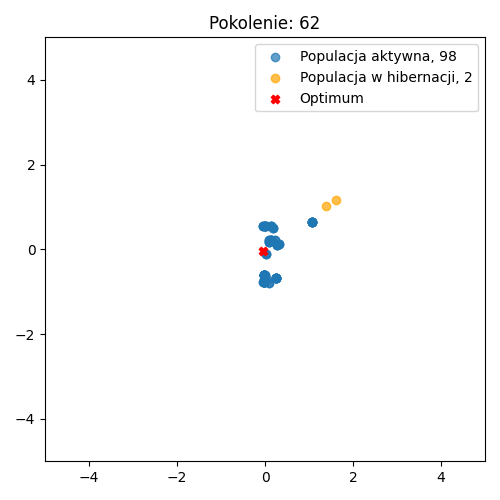 Pokolenie: 62
Populacja aktywna, 98
Populacja w hibernacji, 2
Optimum
4
2
0
−2
−4
−4 −2 0 2 4